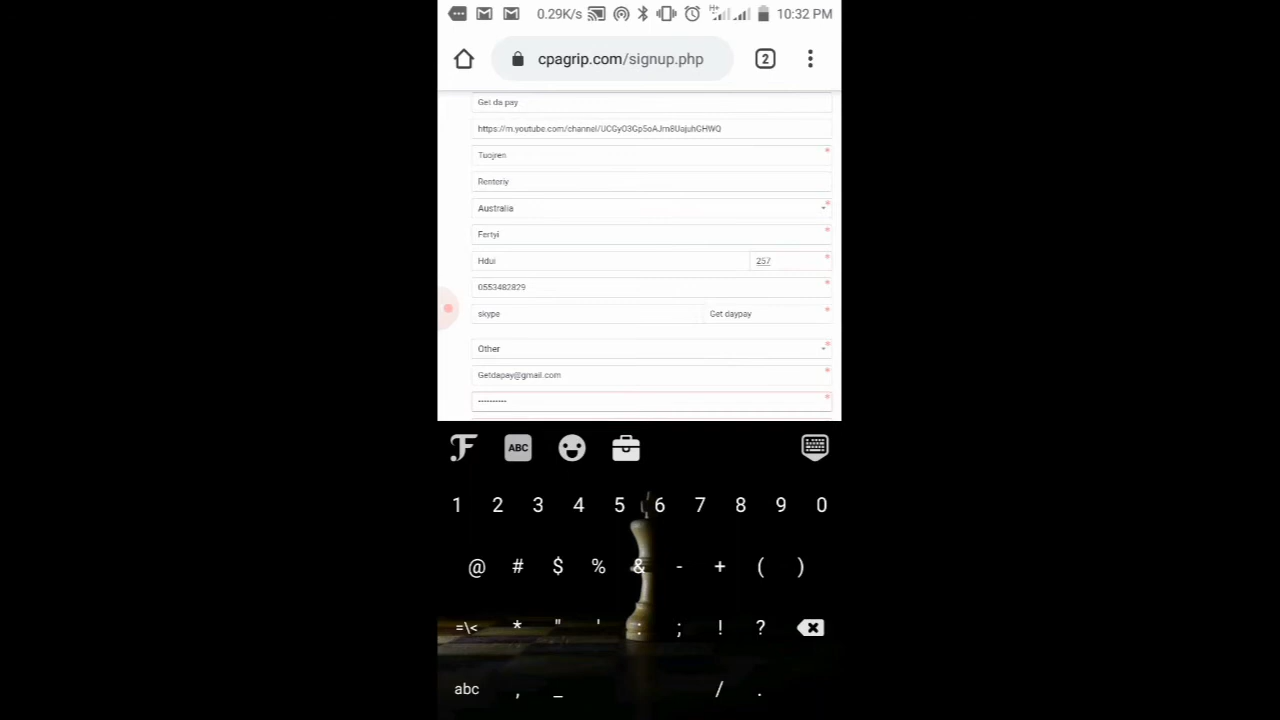 0.29K/s H+ 10:32 PM
cpagrip.com/signup.php 2
Get da pay
https://m.youtube.com/channel/UCGyO3Gp5oAJm8UajuhGHWQ
Tuojren
Renteriy
Australia
Fertyi
Hdui 257
0553482829
skype Get daypay
Other
Getdapay@gmail.com
----------
ABC
1 2 3 4 5 6 7 8 9 0
@ # $ % & - + ( )
=\< * " ' : ; ! ?
abc , _ / .